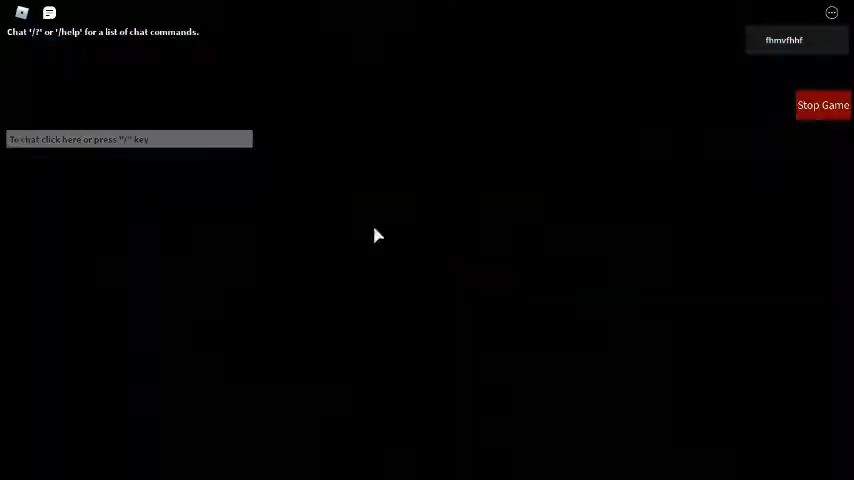 Chat '/?' or '/help' for a list of chat commands.
fhmvfhhf
Stop Game
To chat click here or press "/" key